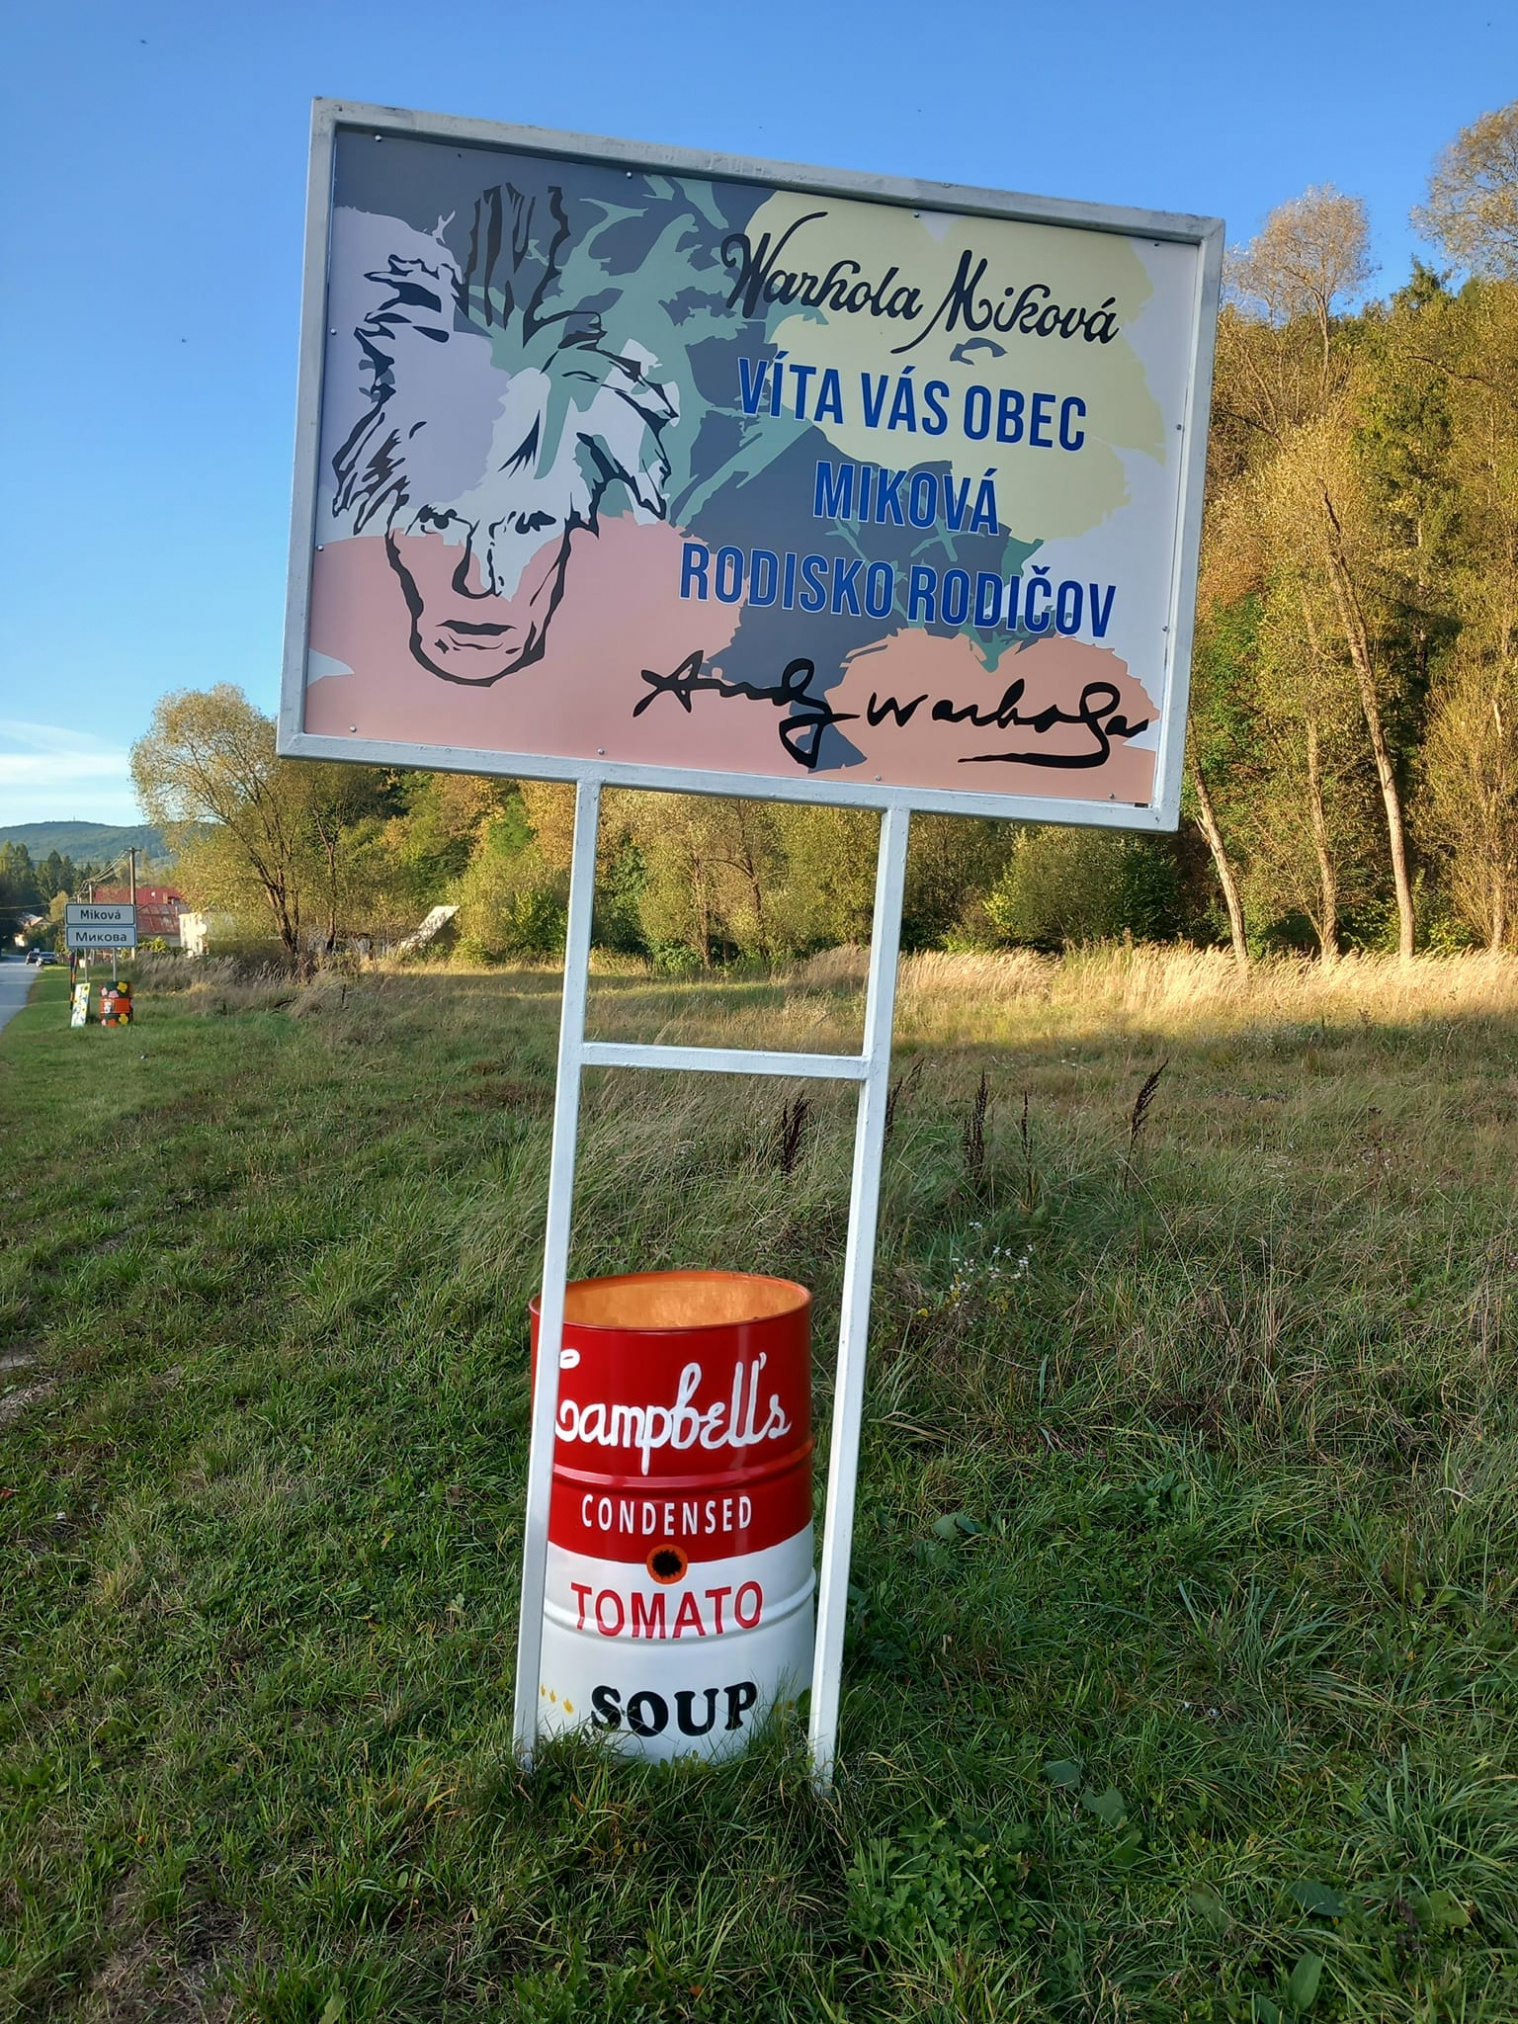 Warhola Miková
VÍTA VÁS OBEC
MIKOVÁ
RODISKO RODIČOV
Andy Warhola
Miková
Микова
Campbell's
CONDENSED
TOMATO
SOUP